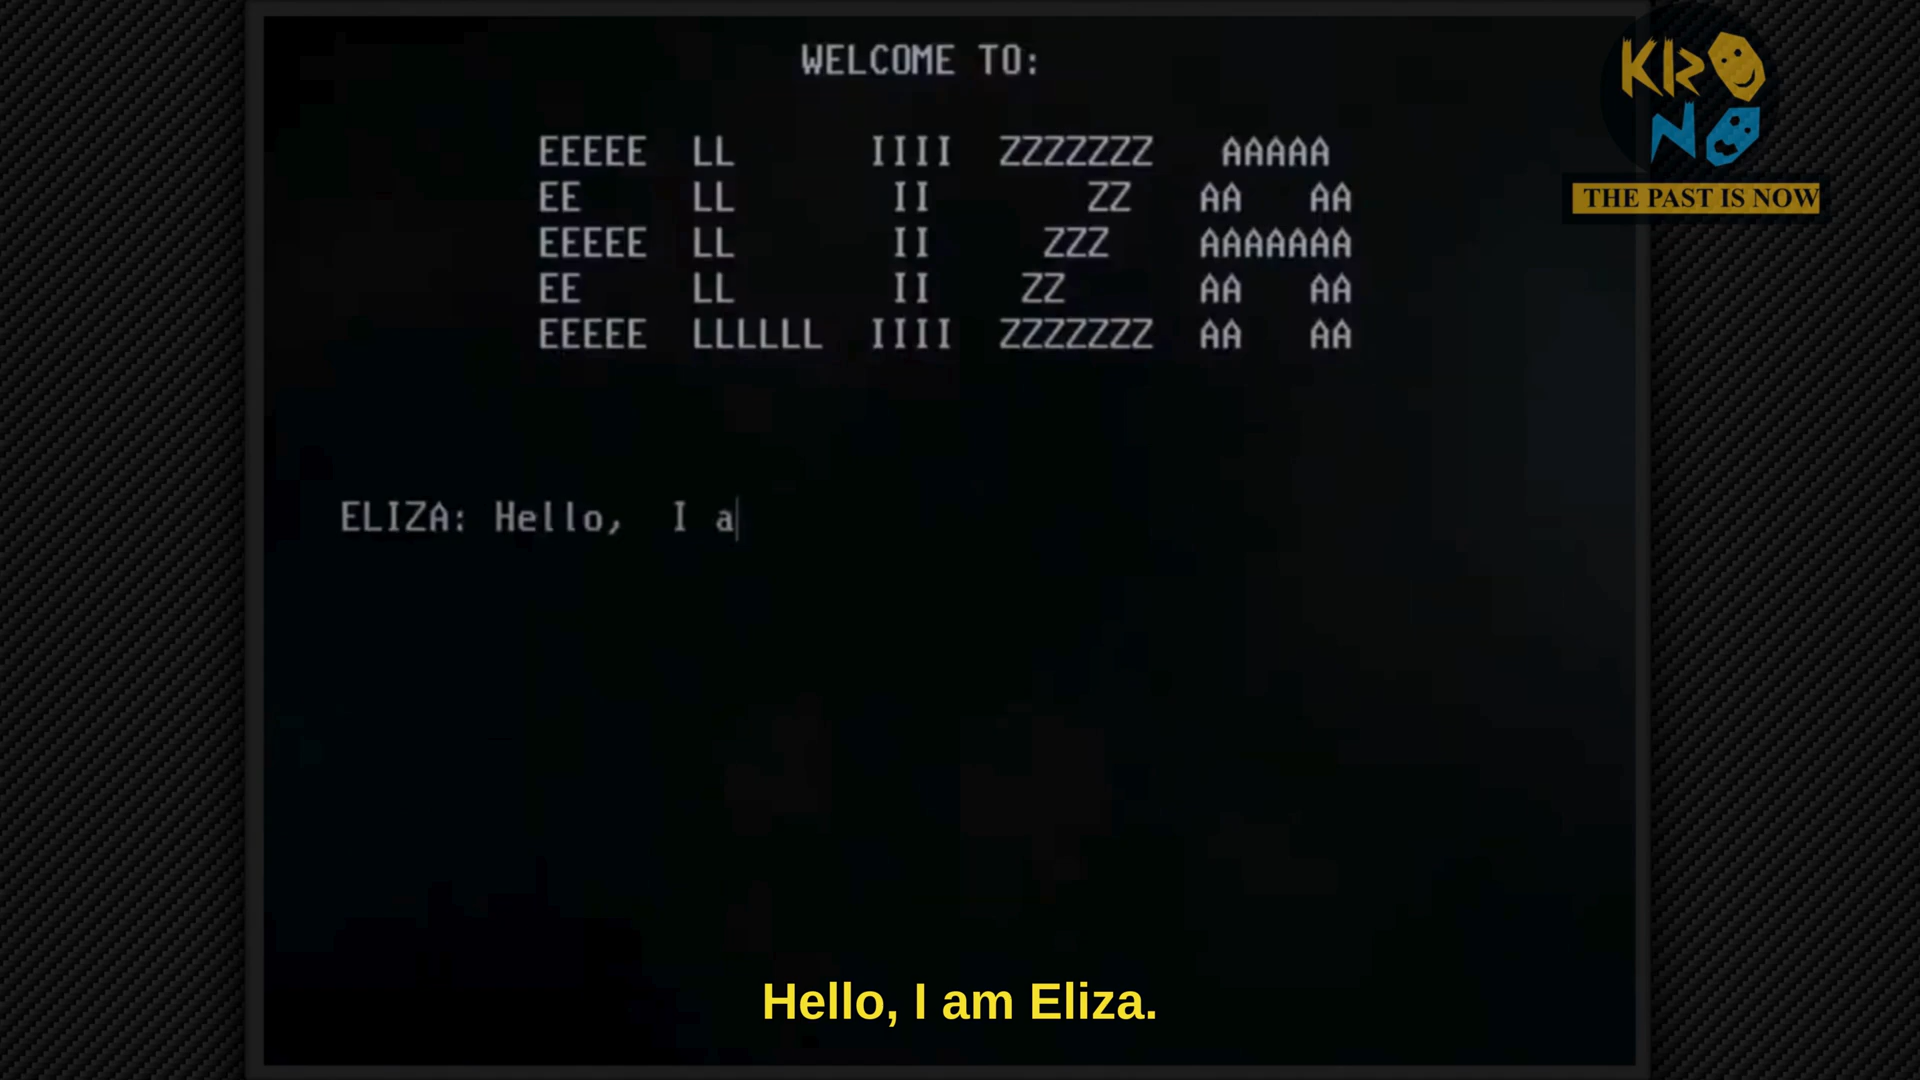 WELCOME TO:
EEEEE  LL      IIII  ZZZZZZZ   AAAAA
EE     LL       II       ZZ   AA   AA
EEEEE  LL       II     ZZZ    AAAAAAA
EE     LL       II    ZZ      AA   AA
EEEEE  LLLLLL  IIII  ZZZZZZZ  AA   AA
ELIZA: Hello,  I a
Hello, I am Eliza.
KRO
NO
THE PAST IS NOW